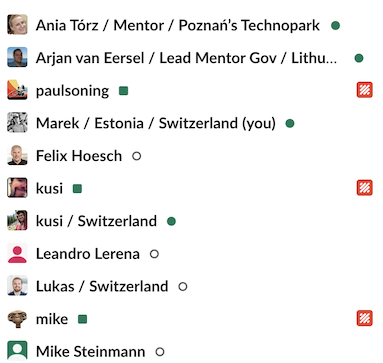 Ania Tórz / Mentor / Poznań's Technopark
Arjan van Eersel / Lead Mentor Gov / Lithu...
paulsoning
Marek / Estonia / Switzerland (you)
Felix Hoesch
kusi
kusi / Switzerland
Leandro Lerena
Lukas / Switzerland
mike
Mike Steinmann